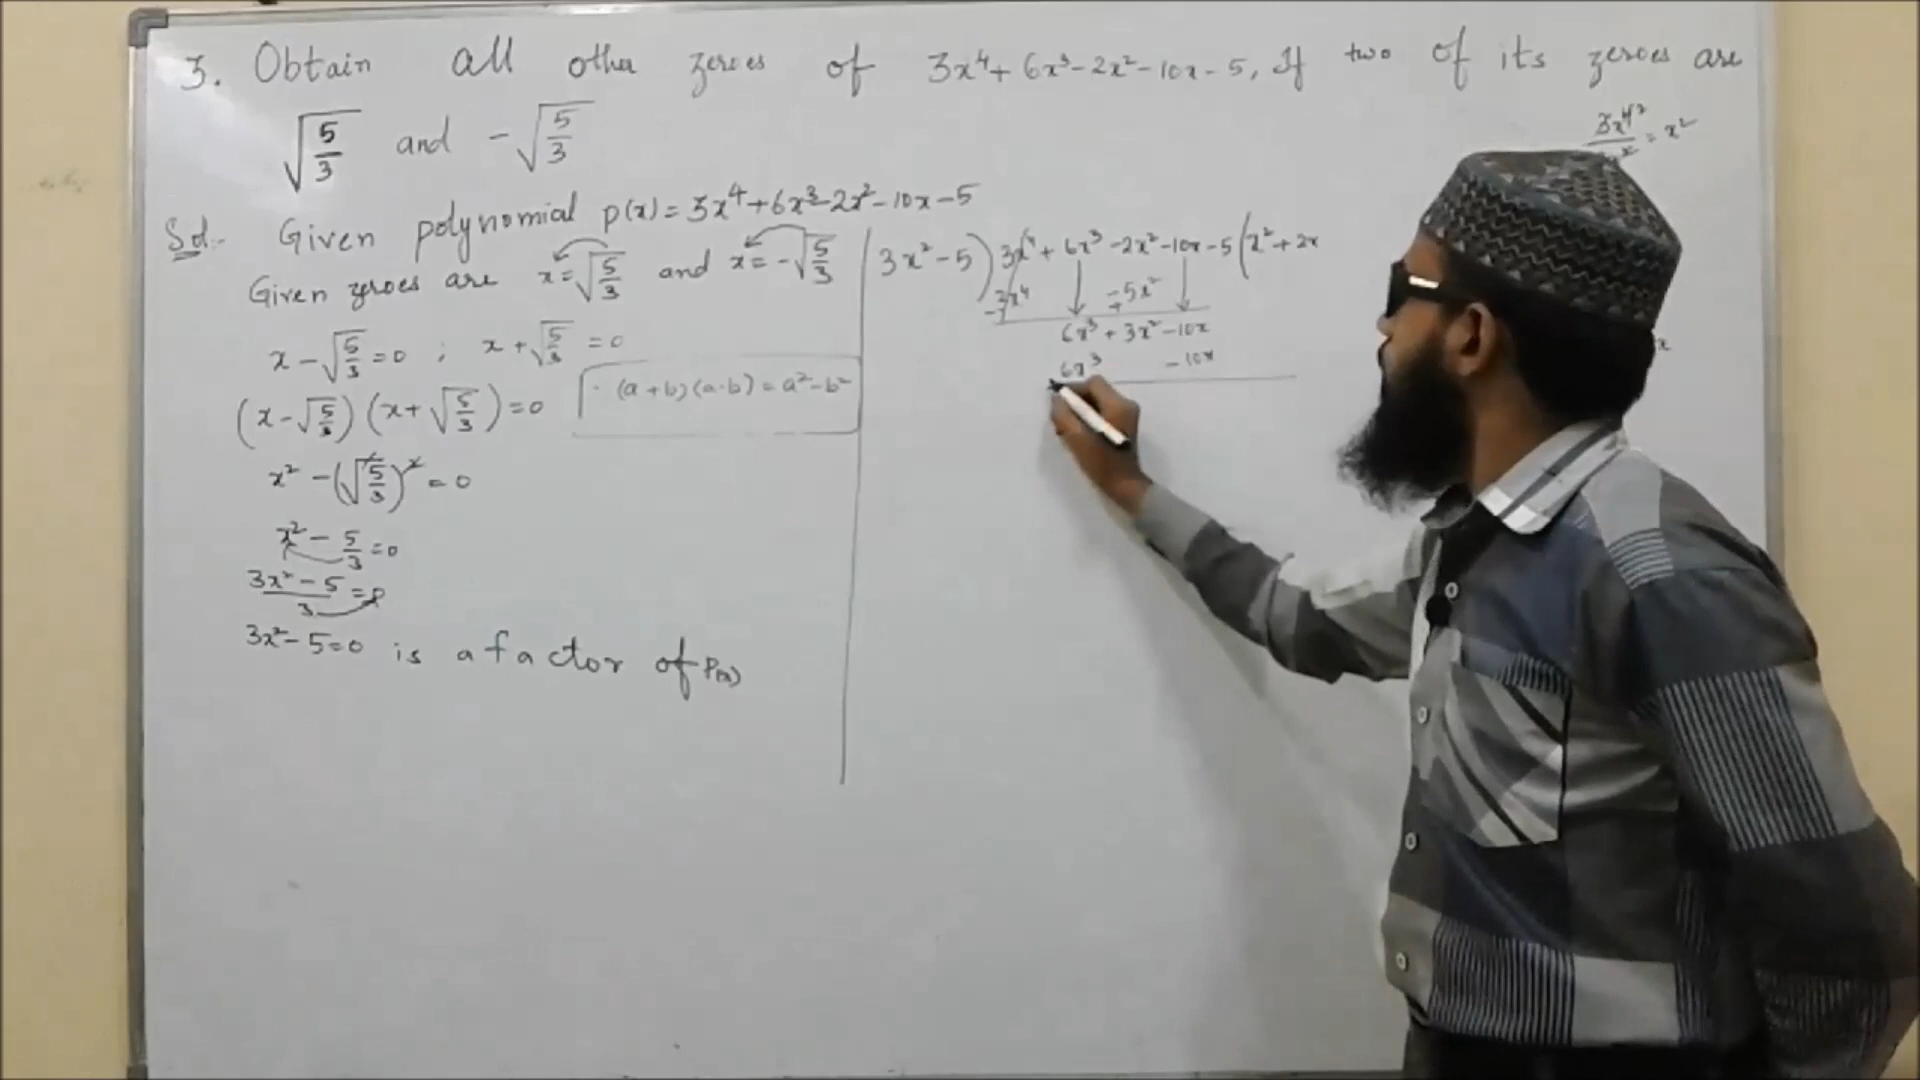 3. Obtain all other zeroes of 3x⁴ + 6x³ - 2x² - 10x - 5, If two of its zeroes are
√(5/3) and - √(5/3)
3x⁴/ = x²
Sol:- Given polynomial p(x) = 3x⁴ + 6x³ - 2x² - 10x - 5
Given zeroes are x = √(5/3) and x = - √(5/3)
x - √(5/3) = 0 ; x + √(5/3) = 0
(x - √(5/3)) (x + √(5/3)) = 0
(a + b) (a - b) = a² - b²
x² - (√(5/3))² = 0
x² - 5/3 = 0
(3x² - 5)/3 = 0
3x² - 5 = 0 is a factor of P(x)
3x² - 5 ) 3x⁴ + 6x³ - 2x² - 10x - 5 ( x² + 2x
3x⁴ - 5x²
- +
6x³ + 3x² - 10x
6x³ - 10x
x